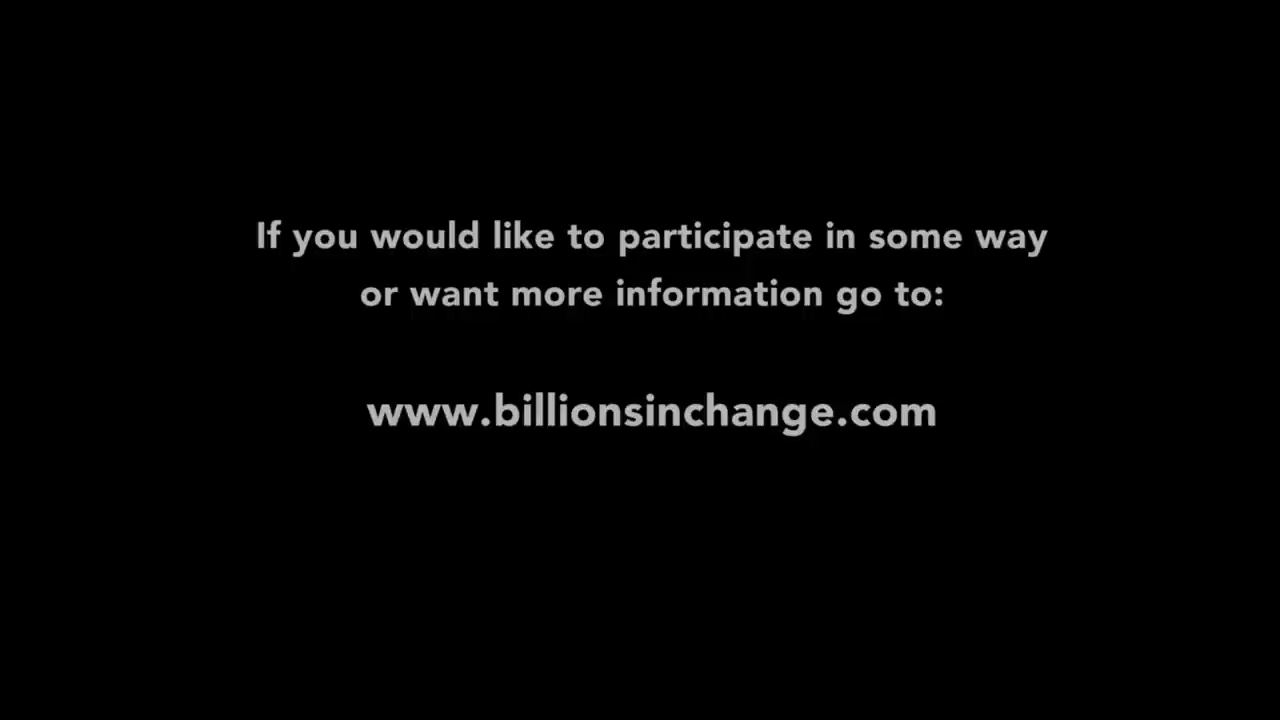 If you would like to participate in some way
or want more information go to:
www.billionsinchange.com